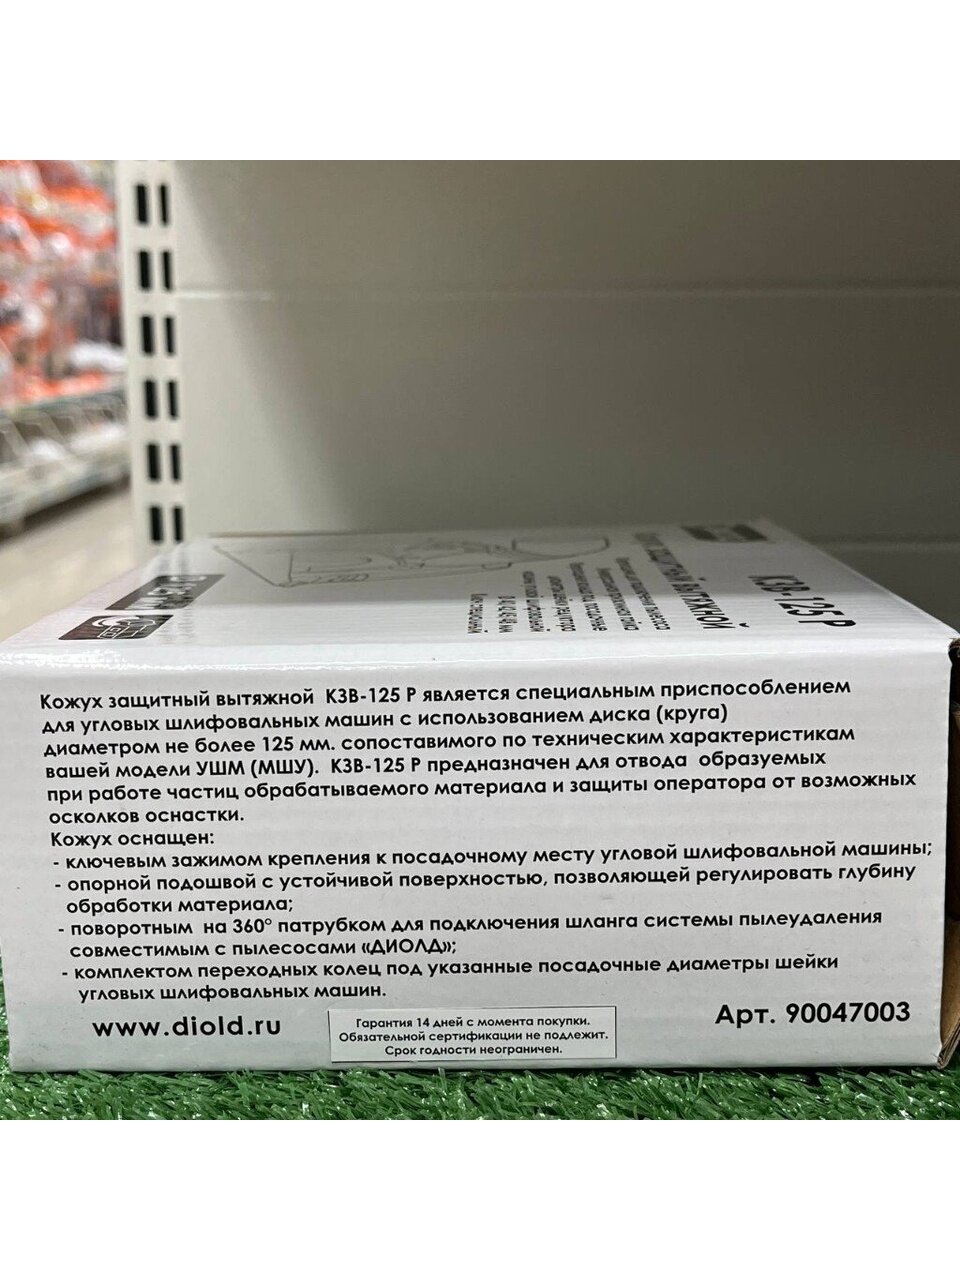 КЗВ-125 Р
Кожух защитный вытяжной КЗВ-125 Р является специальным приспособлением
для угловых шлифовальных машин с использованием диска (круга)
диаметром не более 125 мм. сопоставимого по техническим характеристикам
вашей модели УШМ (МШУ). КЗВ-125 Р предназначен для отвода образуемых
при работе частиц обрабатываемого материала и защиты оператора от возможных
осколков оснастки.
Кожух оснащен:
- ключевым зажимом крепления к посадочному месту угловой шлифовальной машины;
- опорной подошвой с устойчивой поверхностью, позволяющей регулировать глубину
обработки материала;
- поворотным на 360° патрубком для подключения шланга системы пылеудаления
совместимым с пылесосами «ДИОЛД»;
- комплектом переходных колец под указанные посадочные диаметры шейки
угловых шлифовальных машин.
www.diold.ru
Гарантия 14 дней с момента покупки.
Обязательной сертификации не подлежит.
Срок годности неограничен.
Арт. 90047003